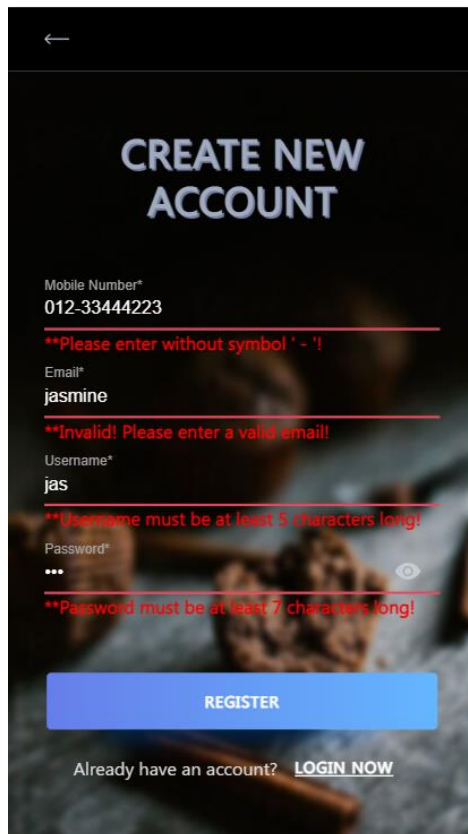 CREATE NEW
ACCOUNT
Mobile Number*
012-33444223
**Please enter without symbol ' - '!
Email*
jasmine
**Invalid! Please enter a valid email!
Username*
jas
**Username must be at least 5 characters long!
Password*
•••
**Password must be at least 7 characters long!
REGISTER
Already have an account? LOGIN NOW